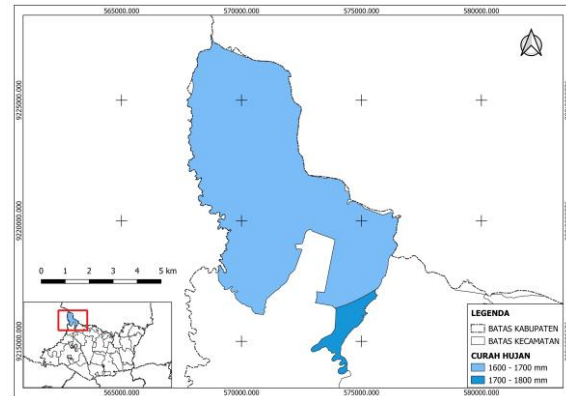 565000.000 570000.000 575000.000 580000.000
9225000.000
9220000.000
9215000.000
0 1 2 3 4 5 km
LEGENDA
BATAS KABUPATEN
BATAS KECAMATAN
CURAH HUJAN
1600 - 1700 mm
1700 - 1800 mm
565000.000 570000.000 575000.000 580000.000